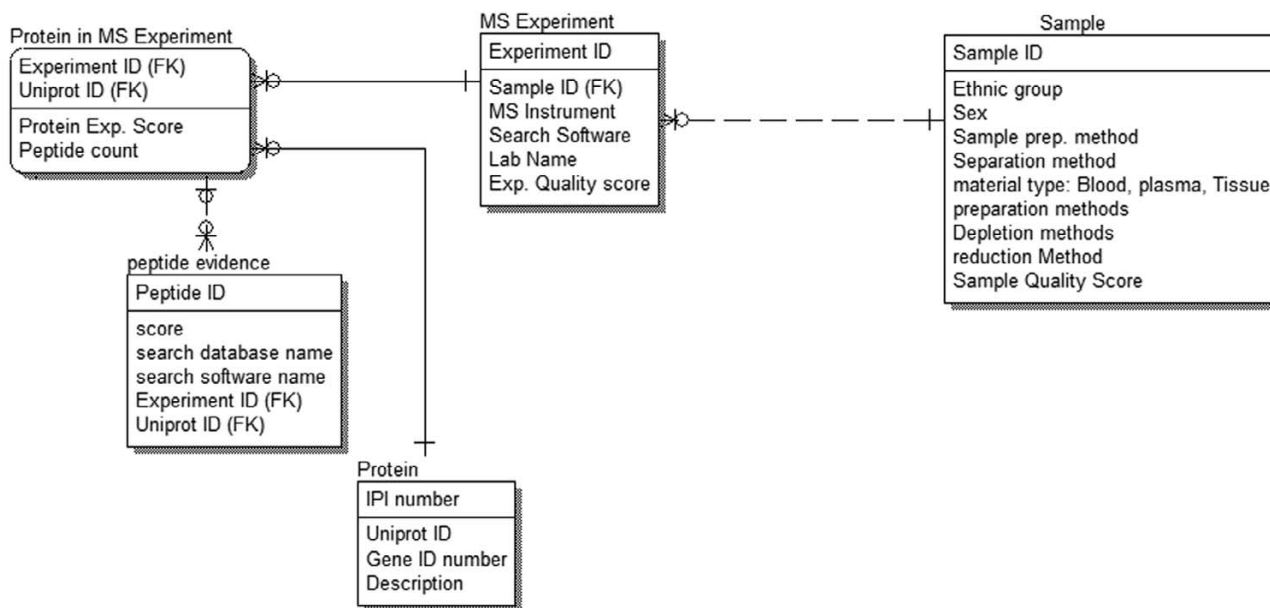 Protein in MS Experiment
Experiment ID (FK)
Uniprot ID (FK)
Protein Exp. Score
Peptide count
MS Experiment
Experiment ID
Sample ID (FK)
MS Instrument
Search Software
Lab Name
Exp. Quality score
Sample
Sample ID
Ethnic group
Sex
Sample prep. method
Separation method
material type: Blood, plasma, Tissue
preparation methods
Depletion methods
reduction Method
Sample Quality Score
peptide evidence
Peptide ID
score
search database name
search software name
Experiment ID (FK)
Uniprot ID (FK)
Protein
IPI number
Uniprot ID
Gene ID number
Description